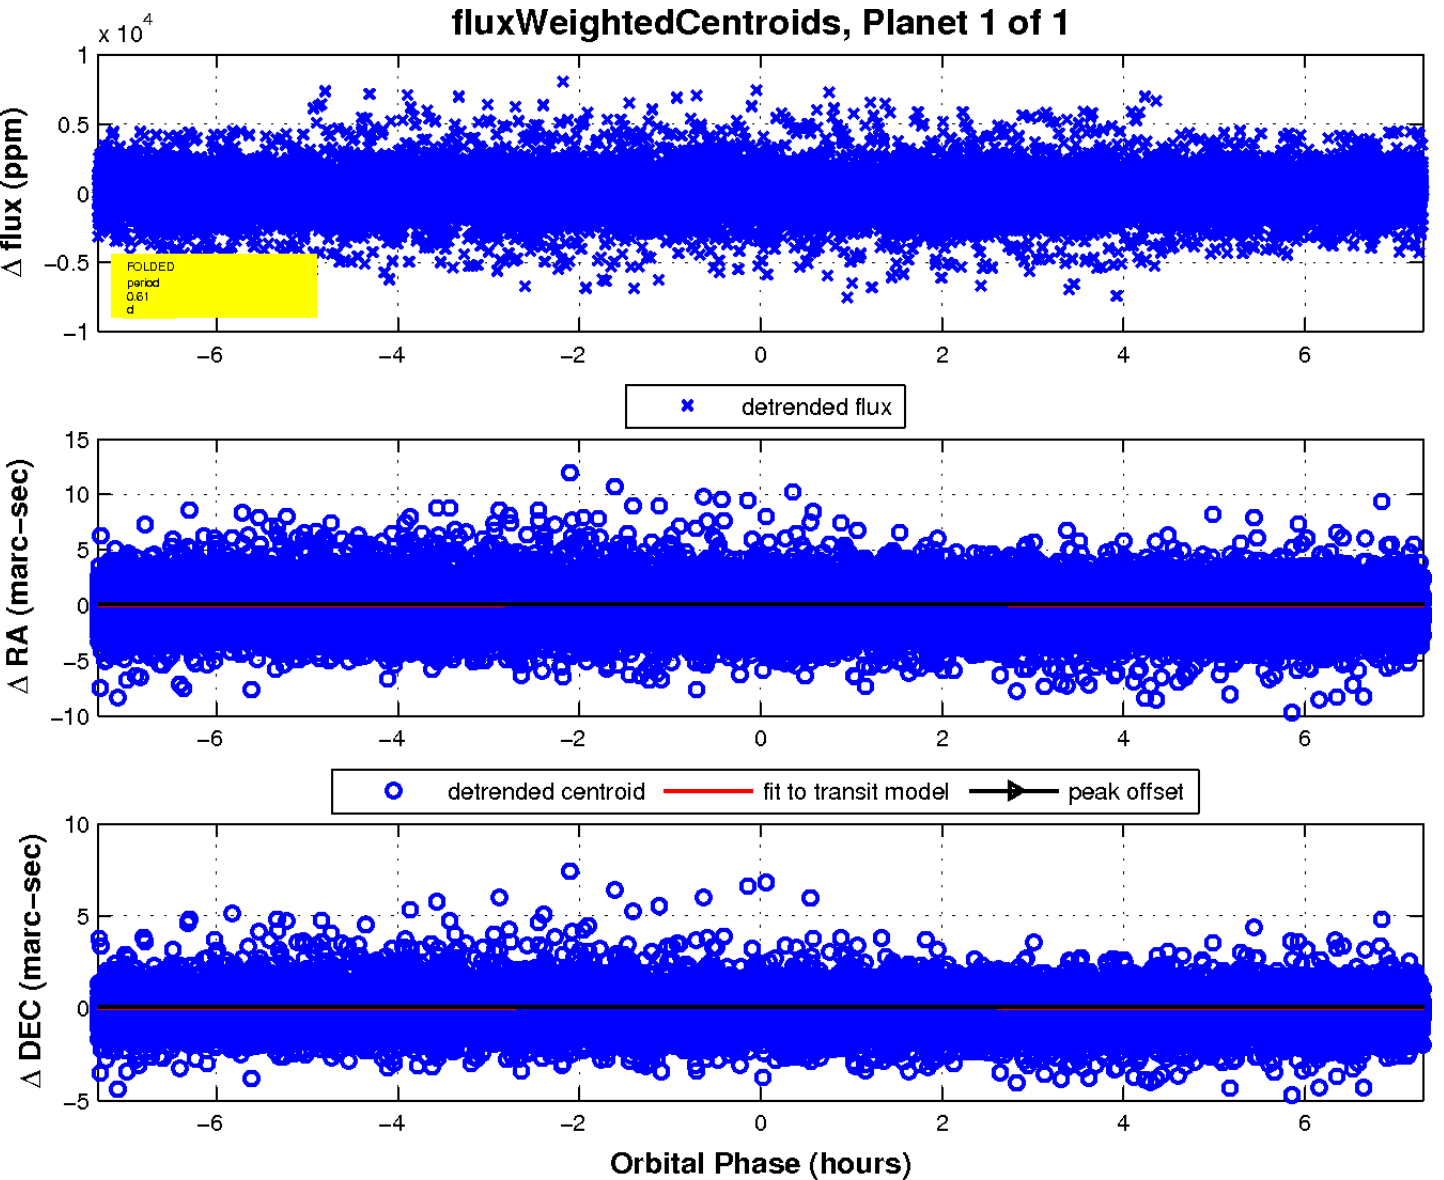 fluxWeightedCentroids, Planet 1 of 1
x 10^4
1
0.5
0
−0.5
−1
Δ flux (ppm)
FOLDED
period
0.61
d
−6 −4 −2 0 2 4 6
detrended flux
15
10
5
0
−5
−10
Δ RA (marc−sec)
−6 −4 −2 0 2 4 6
detrended centroid fit to transit model peak offset
10
5
0
−5
Δ DEC (marc−sec)
−6 −4 −2 0 2 4 6
Orbital Phase (hours)